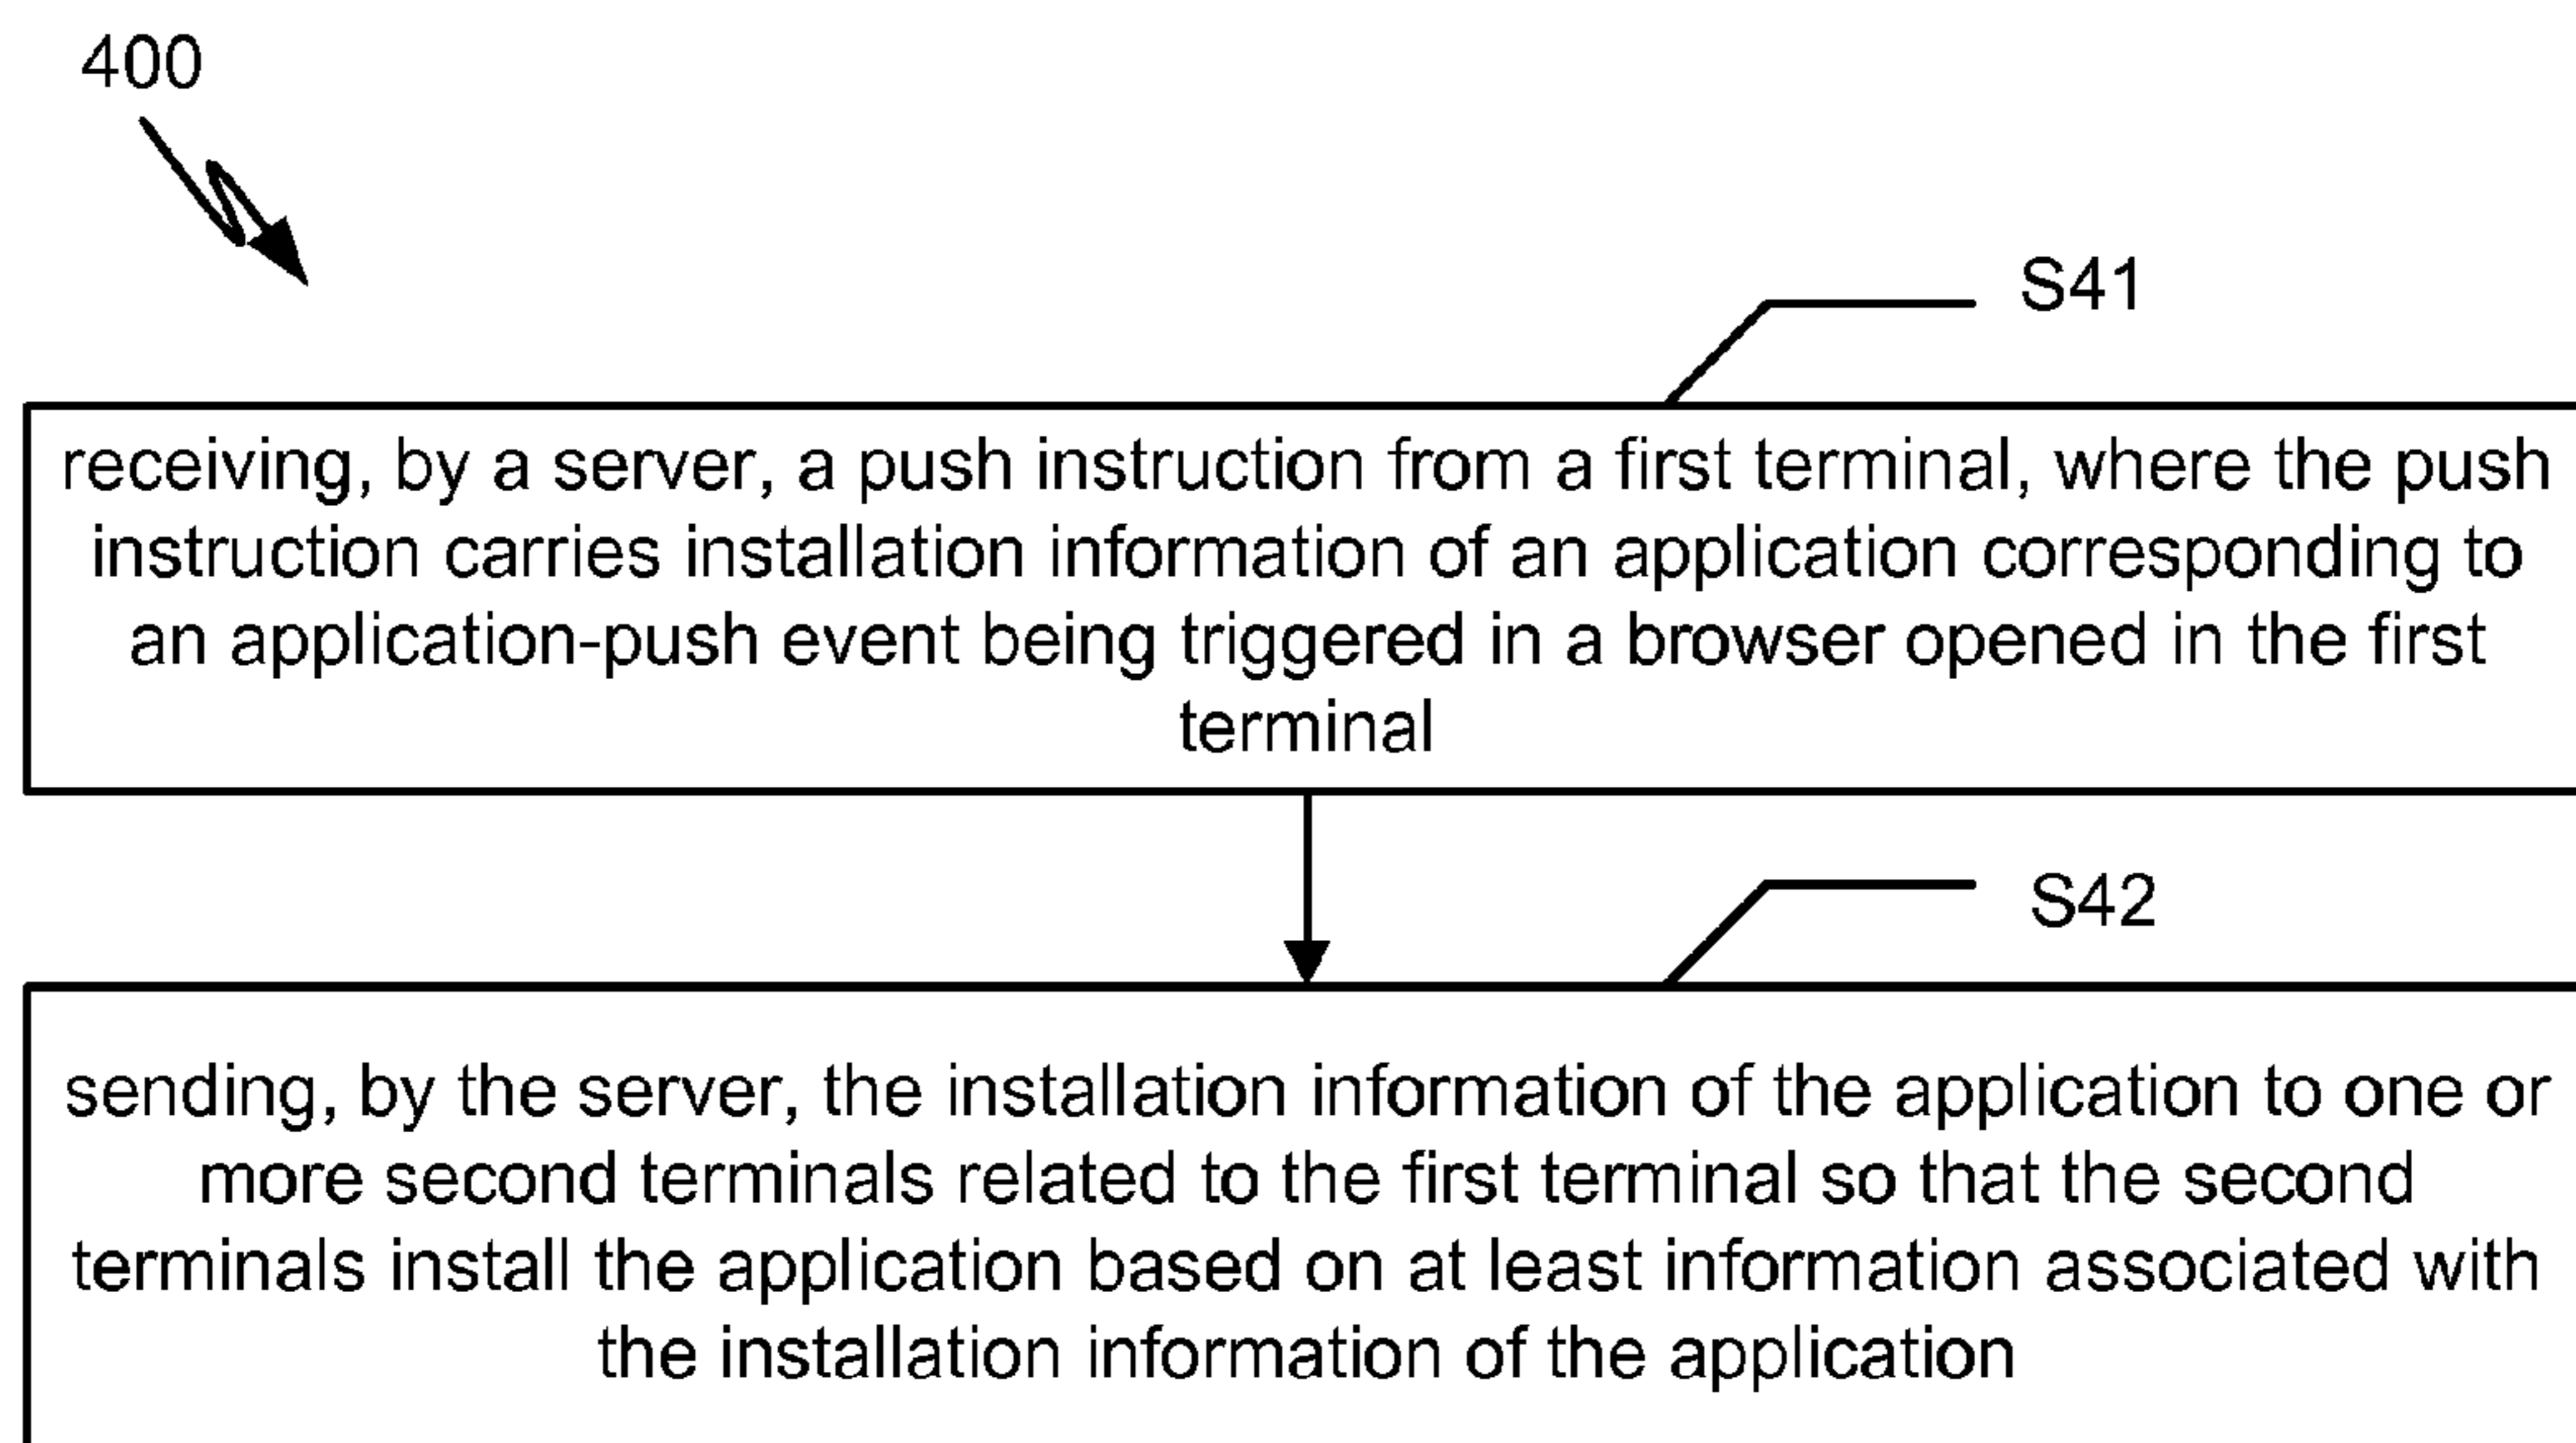 400
S41
receiving, by a server, a push instruction from a first terminal, where the push
instruction carries installation information of an application corresponding to
an application-push event being triggered in a browser opened in the first
terminal
S42
sending, by the server, the installation information of the application to one or
more second terminals related to the first terminal so that the second
terminals install the application based on at least information associated with
the installation information of the application